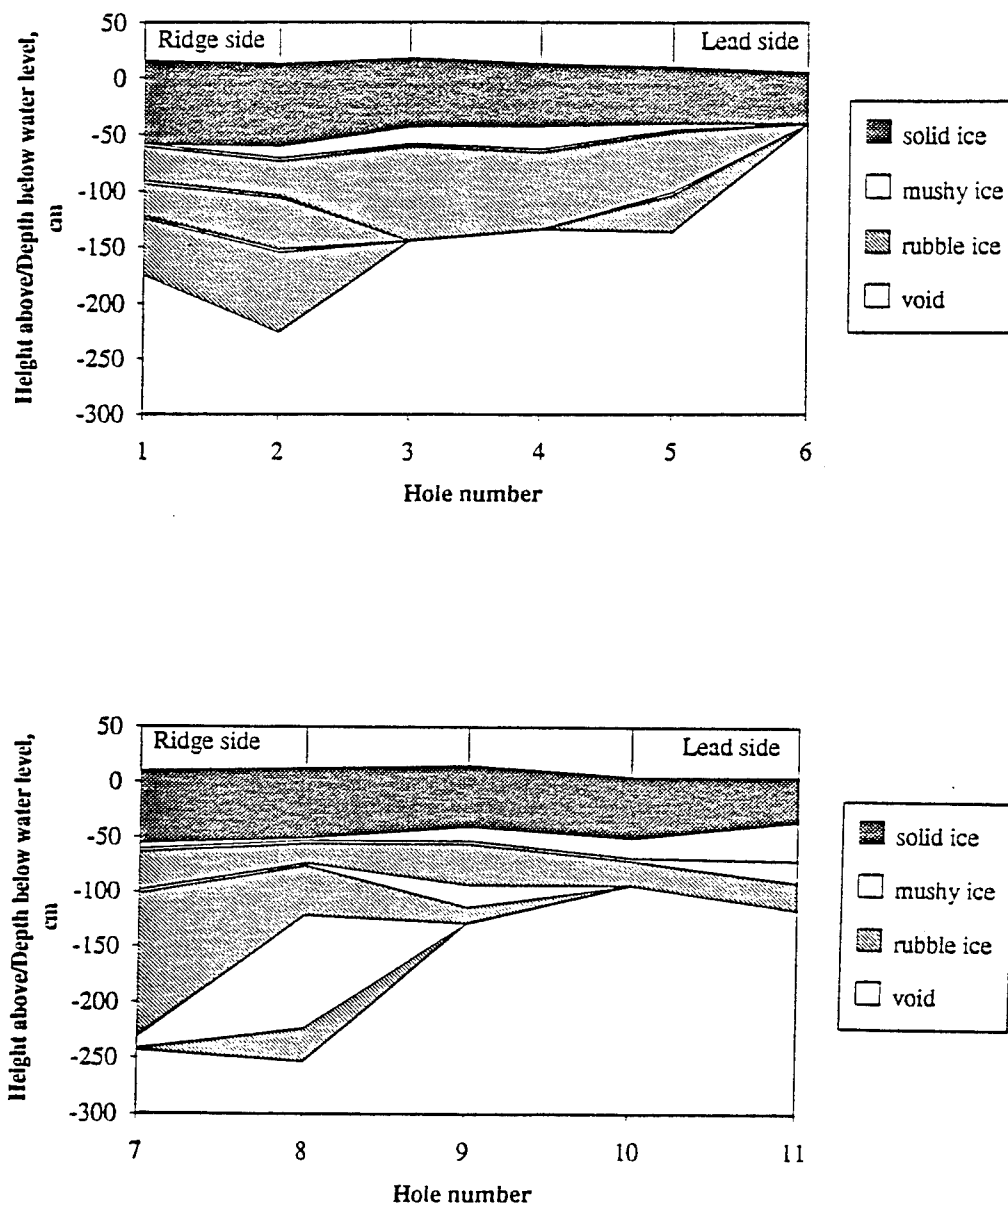 50
0
-50
-100
-150
-200
-250
-300
Height above/Depth below water level,
cm
Ridge side
Lead side
1 2 3 4 5 6
Hole number
solid ice
mushy ice
rubble ice
void
50
0
-50
-100
-150
-200
-250
-300
Height above/Depth below water level,
cm
Ridge side
Lead side
7 8 9 10 11
Hole number
solid ice
mushy ice
rubble ice
void